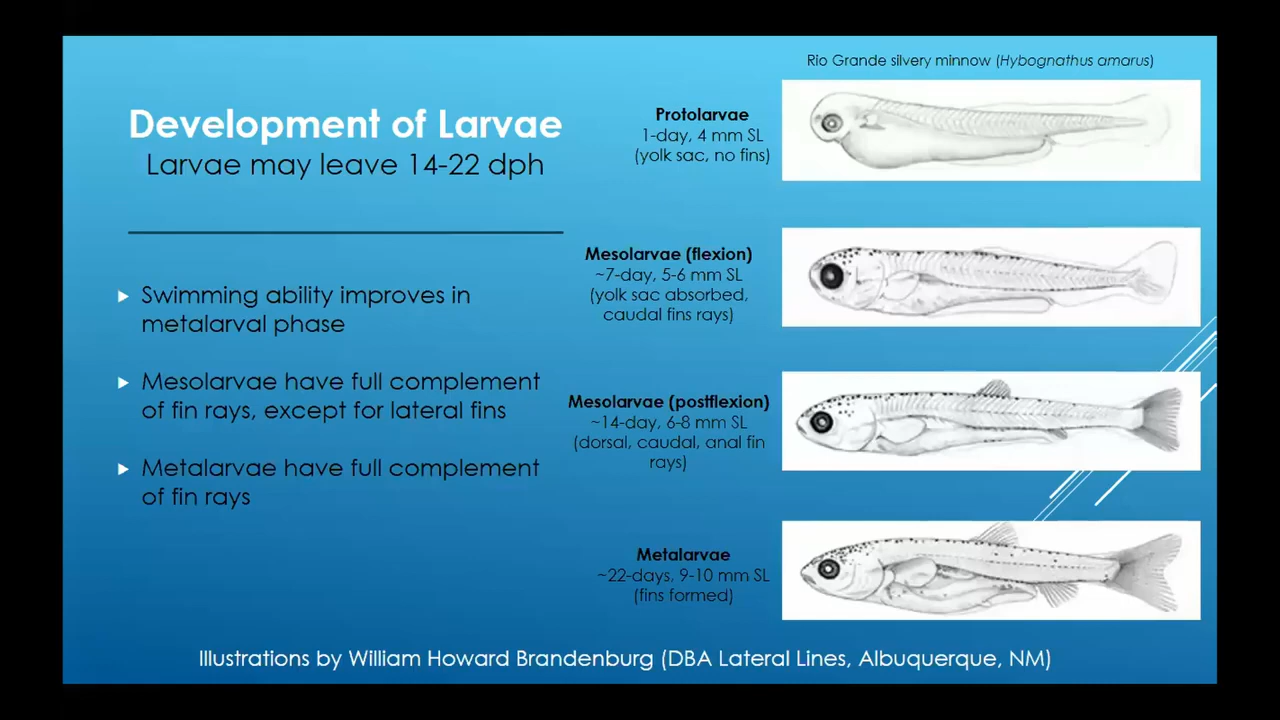 Development of Larvae
Larvae may leave 14-22 dph
Swimming ability improves in
metalarval phase
Mesolarvae have full complement
of fin rays, except for lateral fins
Metalarvae have full complement
of fin rays
Rio Grande silvery minnow (Hybognathus amarus)
Protolarvae
1-day, 4 mm SL
(yolk sac, no fins)
Mesolarvae (flexion)
~7-day, 5-6 mm SL
(yolk sac absorbed,
caudal fins rays)
Mesolarvae (postflexion)
~14-day, 6-8 mm SL
(dorsal, caudal, anal fin
rays)
Metalarvae
~22-days, 9-10 mm SL
(fins formed)
Illustrations by William Howard Brandenburg (DBA Lateral Lines, Albuquerque, NM)